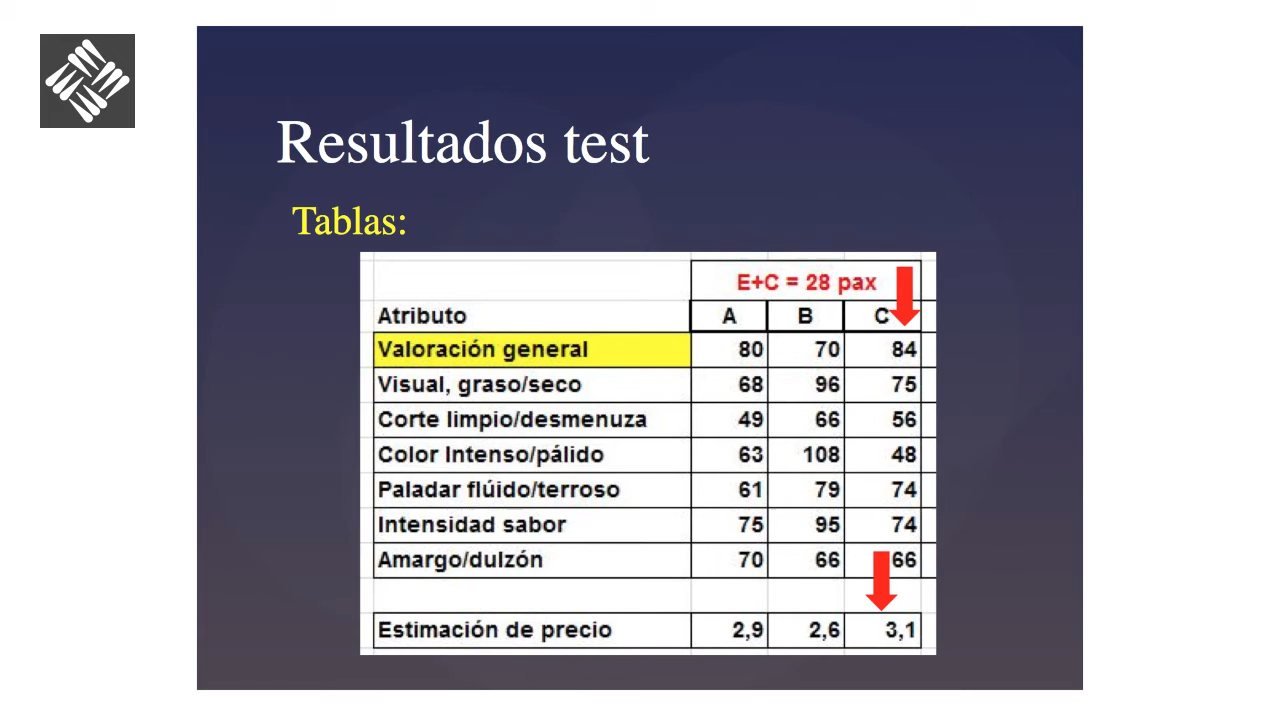 Resultados test
Tablas:
E+C = 28 pax
Atributo A B C
Valoración general 80 70 84
Visual, graso/seco 68 96 75
Corte limpio/desmenuza 49 66 56
Color Intenso/pálido 63 108 48
Paladar flúido/terroso 61 79 74
Intensidad sabor 75 95 74
Amargo/dulzón 70 66 66
Estimación de precio 2,9 2,6 3,1